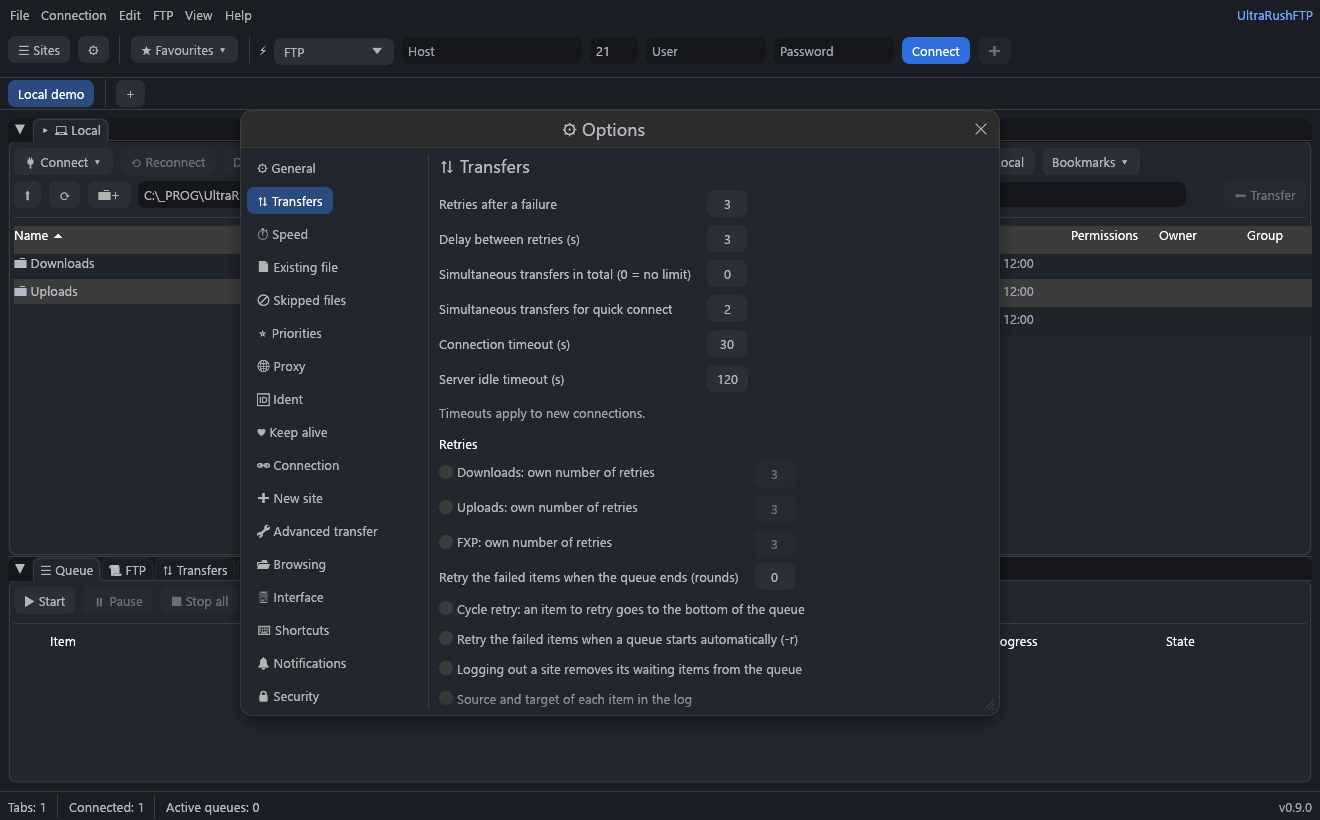 File Connection Edit FTP View Help UltraRushFTP
Sites Favourites FTP Host 21 User Password Connect +
Local demo +
Local
Connect Reconnect D ocal Bookmarks
C:\_PROG\UltraR Transfer
Name Permissions Owner Group
Downloads 12:00
Uploads 12:00
12:00
Options
General
Transfers
Speed
Existing file
Skipped files
Priorities
Proxy
ID Ident
Keep alive
Connection
New site
Advanced transfer
Browsing
Interface
Shortcuts
Notifications
Security
Transfers
Retries after a failure 3
Delay between retries (s) 3
Simultaneous transfers in total (0 = no limit) 0
Simultaneous transfers for quick connect 2
Connection timeout (s) 30
Server idle timeout (s) 120
Timeouts apply to new connections.
Retries
Downloads: own number of retries 3
Uploads: own number of retries 3
FXP: own number of retries 3
Retry the failed items when the queue ends (rounds) 0
Cycle retry: an item to retry goes to the bottom of the queue
Retry the failed items when a queue starts automatically (-r)
Logging out a site removes its waiting items from the queue
Source and target of each item in the log
Queue FTP Transfers
Start Pause Stop all
Item ogress State
Tabs: 1 Connected: 1 Active queues: 0 v0.9.0